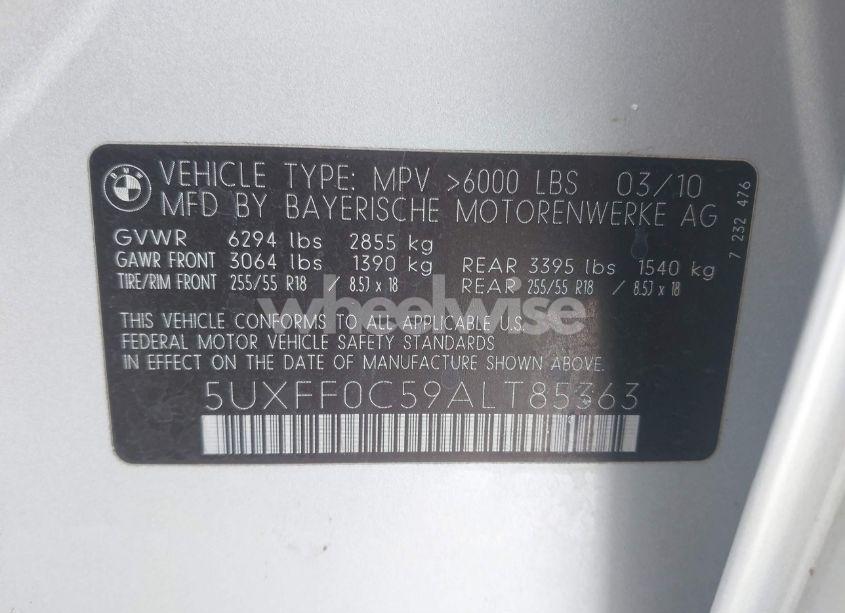 BMW
VEHICLE TYPE: MPV >6000 LBS 03/10
MFD BY BAYERISCHE MOTORENWERKE AG
GVWR 6294 lbs 2855 kg
GAWR FRONT 3064 lbs 1390 kg REAR 3395 lbs 1540 kg
TIRE/RIM FRONT 255/55 R18 / 8.5J x 18 REAR 255/55 R18 / 8.5J x 18
7 232 476
wheelwise
THIS VEHICLE CONFORMS TO ALL APPLICABLE U.S.
FEDERAL MOTOR VEHICLE SAFETY STANDARDS
IN EFFECT ON THE DATE OF MANUFACTURE SHOWN ABOVE.
5UXFF0C59ALT85363